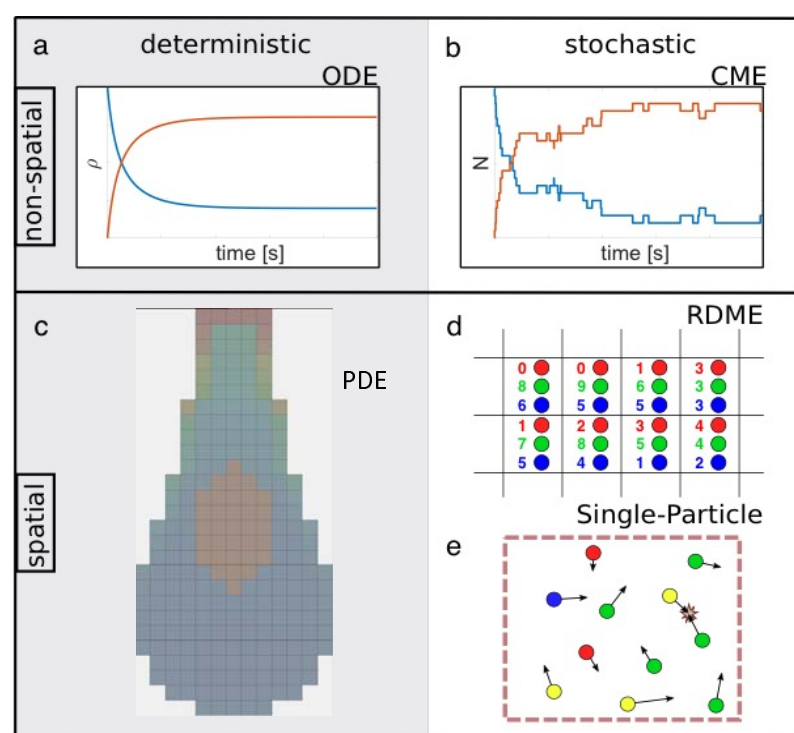 a
deterministic
ODE
non-spatial
ρ
time [s]
b
stochastic
CME
N
time [s]
c
PDE
spatial
d
RDME
0 0 1 3
8 9 6 3
6 5 5 3
1 2 3 4
7 8 5 4
5 4 1 2
Single-Particle
e